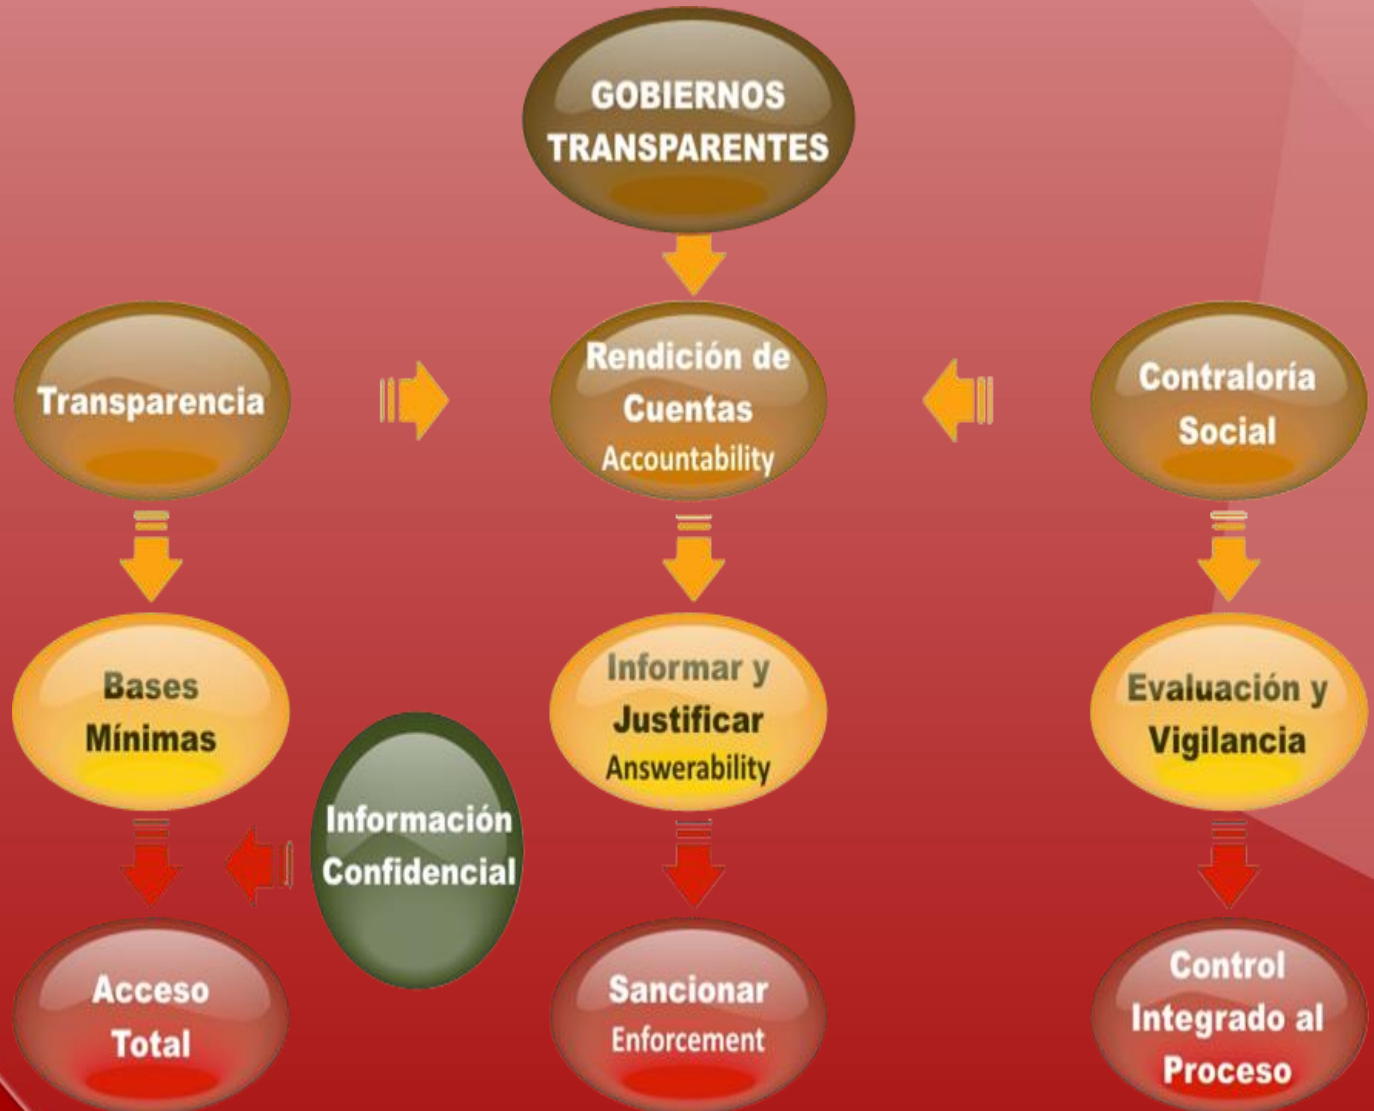 GOBIERNOS
TRANSPARENTES
Transparencia
Rendición de
Cuentas
Accountability
Contraloría
Social
Bases
Mínimas
Informar y
Justificar
Answerability
Evaluación y
Vigilancia
Información
Confidencial
Acceso
Total
Sancionar
Enforcement
Control
Integrado al
Proceso